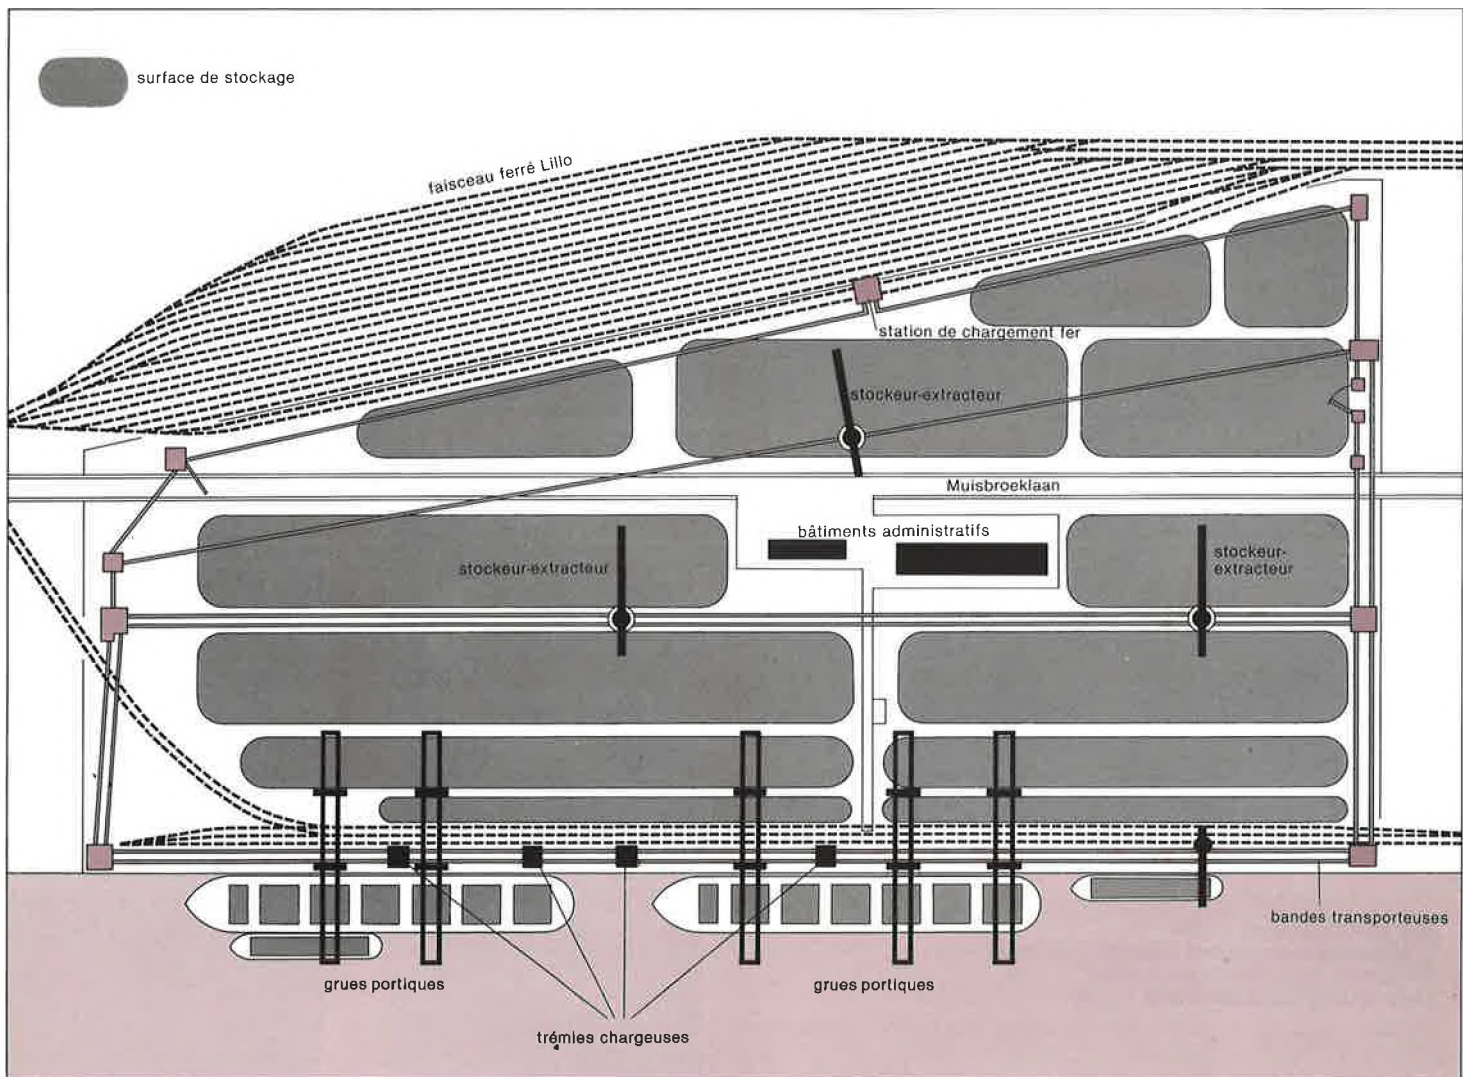 surface de stockage
faisceau ferré Lillo
station de chargement fer
stockeur-extracteur
Muisbroeklaan
bâtiments administratifs
stockeur-extracteur
stockeur-
extracteur
bandes transporteuses
grues portiques
grues portiques
trémies chargeuses